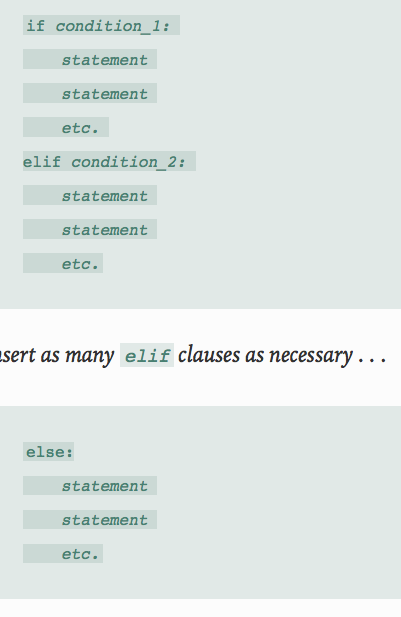 if condition_1:
statement
statement
etc.
elif condition_2:
statement
statement
etc.
nsert as many elif clauses as necessary . . .
else:
statement
statement
etc.